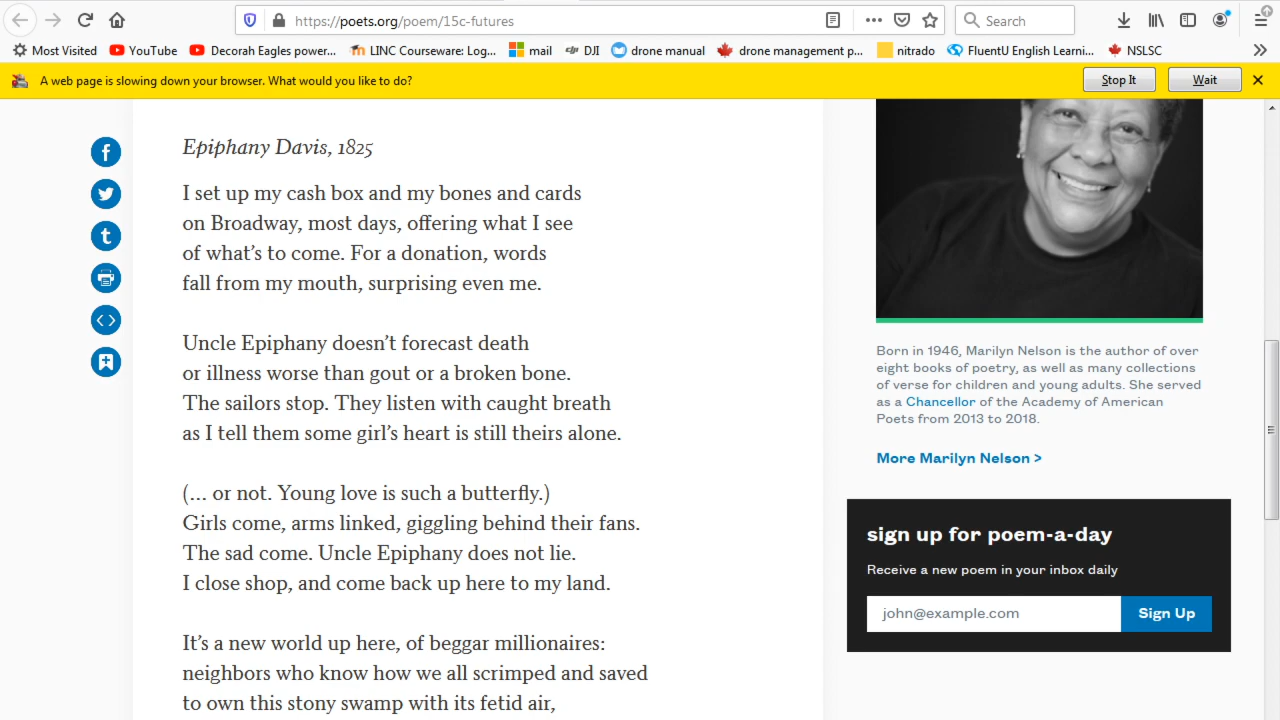 https://poets.org/poem/15c-futures
Search
Most Visited
YouTube
Decorah Eagles power...
LINC Courseware: Log...
mail
DJI
drone manual
drone management p...
nitrado
FluentU English Learni...
NSLSC
A web page is slowing down your browser. What would you like to do?
Stop It
Wait
Epiphany Davis, 1825
I set up my cash box and my bones and cards
on Broadway, most days, offering what I see
of what's to come. For a donation, words
fall from my mouth, surprising even me.
Uncle Epiphany doesn't forecast death
or illness worse than gout or a broken bone.
The sailors stop. They listen with caught breath
as I tell them some girl's heart is still theirs alone.
(... or not. Young love is such a butterfly.)
Girls come, arms linked, giggling behind their fans.
The sad come. Uncle Epiphany does not lie.
I close shop, and come back up here to my land.
It's a new world up here, of beggar millionaires:
neighbors who know how we all scrimped and saved
to own this stony swamp with its fetid air,
Born in 1946, Marilyn Nelson is the author of over
eight books of poetry, as well as many collections
of verse for children and young adults. She served
as a Chancellor of the Academy of American
Poets from 2013 to 2018.
More Marilyn Nelson >
sign up for poem-a-day
Receive a new poem in your inbox daily
john@example.com
Sign Up